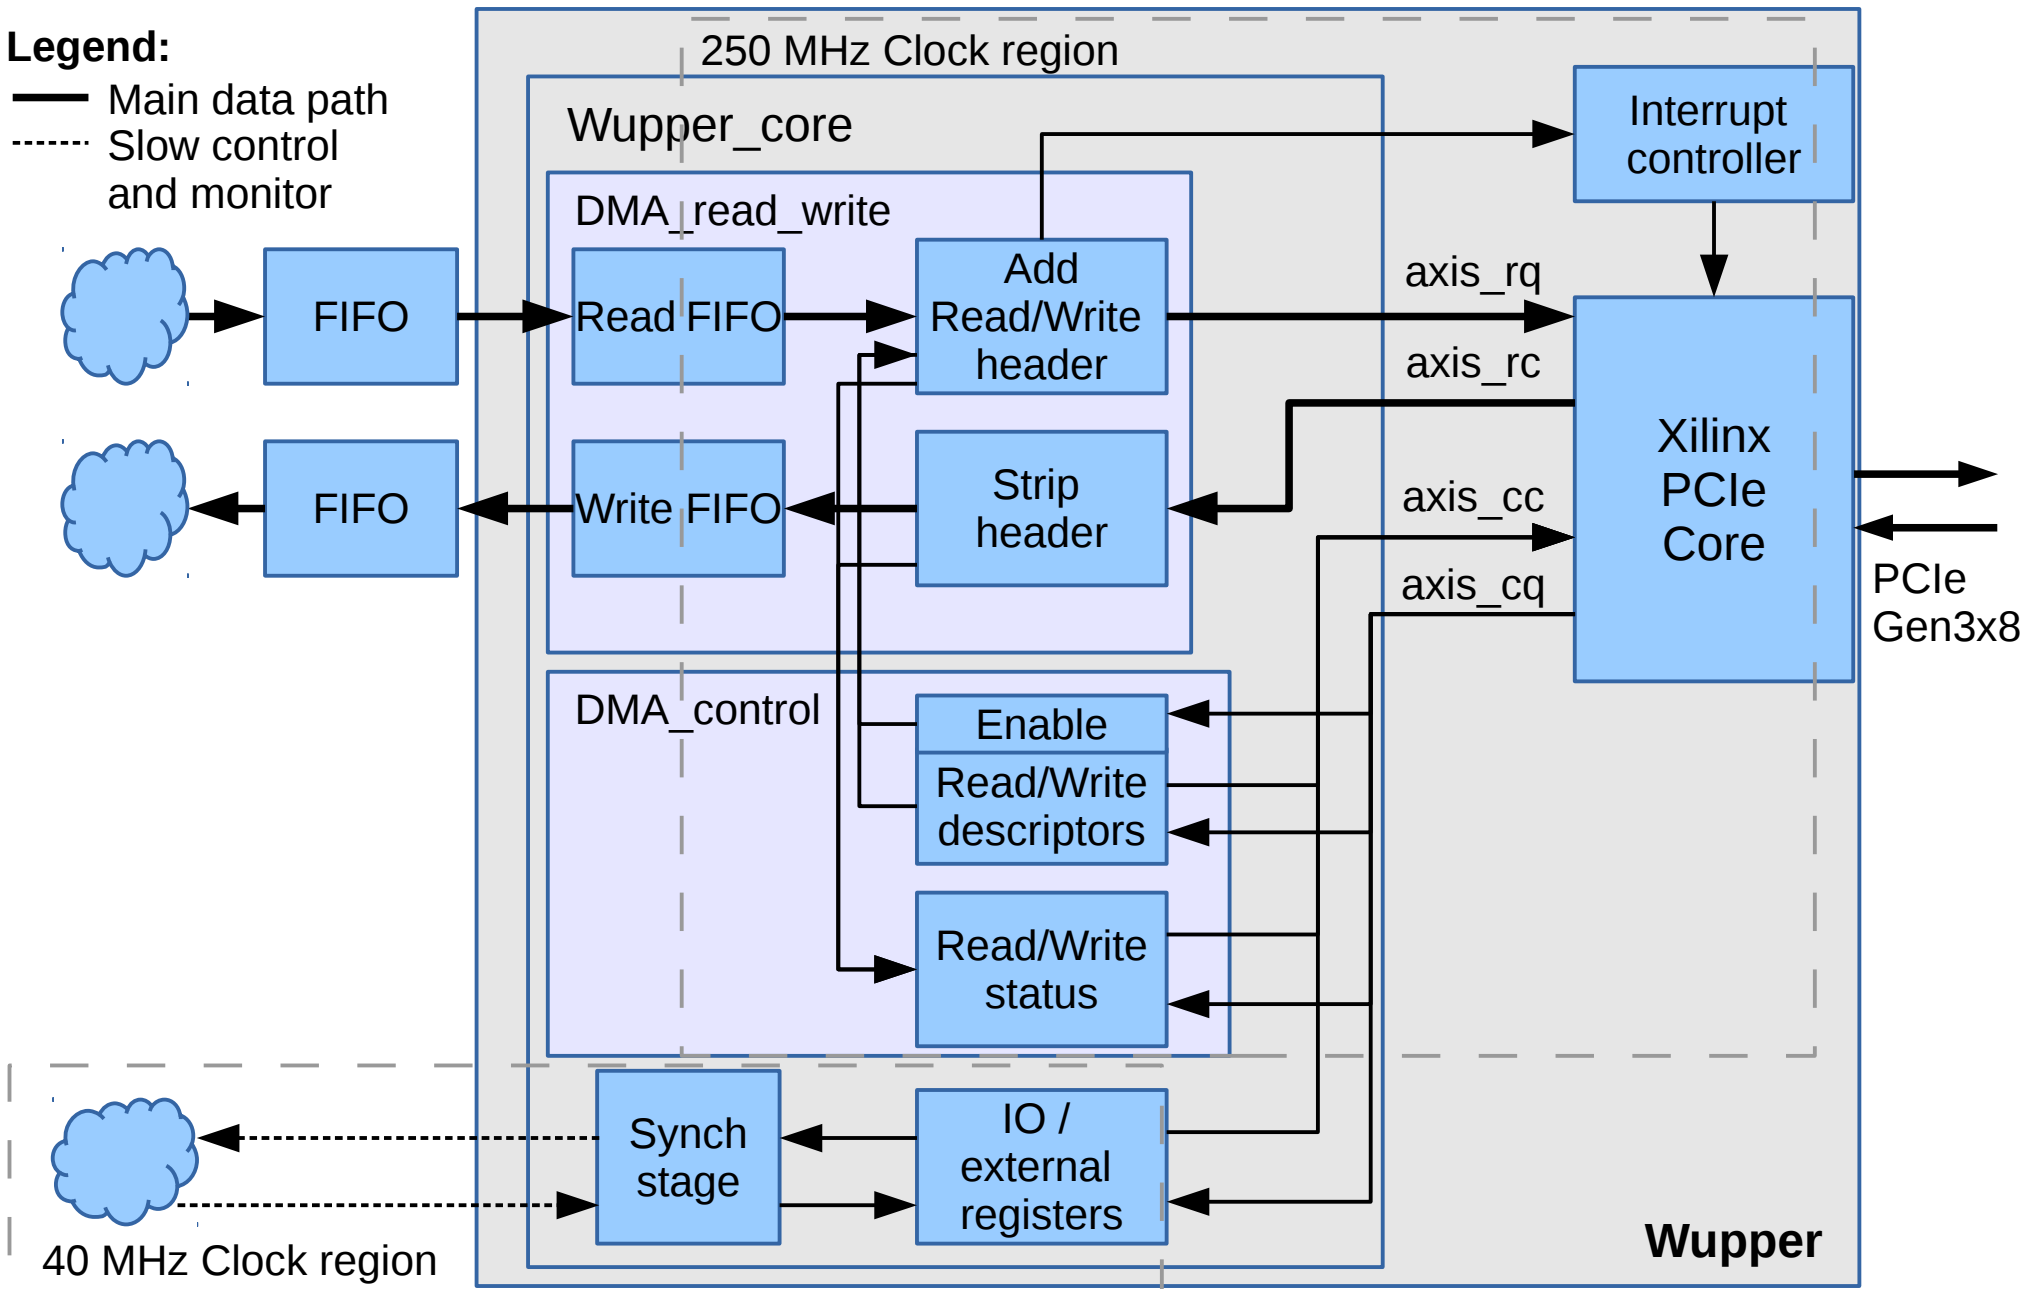 Legend:
Main data path
Slow control
and monitor
250 MHz Clock region
Wupper_core
Interrupt
controller
DMA_read_write
FIFO
Read FIFO
Add
Read/Write
header
axis_rq
axis_rc
FIFO
Write FIFO
Strip
header
axis_cc
axis_cq
Xilinx
PCIe
Core
PCIe
Gen3x8
DMA_control
Enable
Read/Write
descriptors
Read/Write
status
Synch
stage
IO /
external
registers
40 MHz Clock region
Wupper